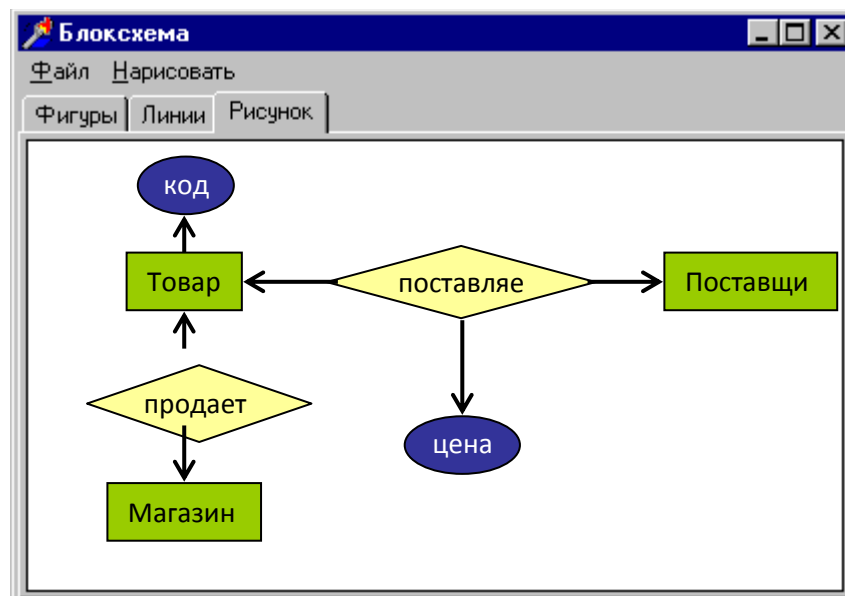 Блоксхема
Файл Нарисовать
Фигуры Линии Рисунок
код
Товар
поставляе
Поставщи
продает
цена
Магазин